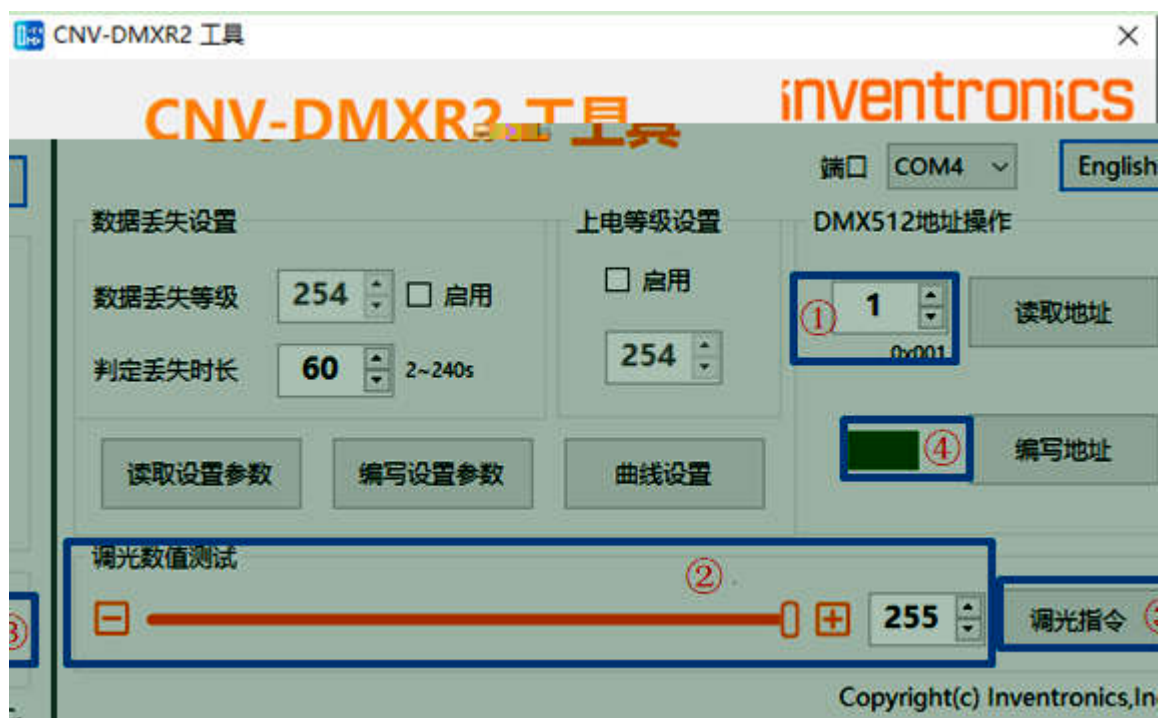 CNV-DMXR2 工具
inventronics
CNV-DMXR2 工具
端口 COM4 English
数据丢失设置
上电等级设置
DMX512地址操作
数据丢失等级 254 启用
启用
① 1 读取地址
0x001
判定丢失时长 60 2~240s
254
④ 编写地址
读取设置参数 编写设置参数 曲线设置
调光数值测试
②
255 调光指令
Copyright(c) Inventronics,In